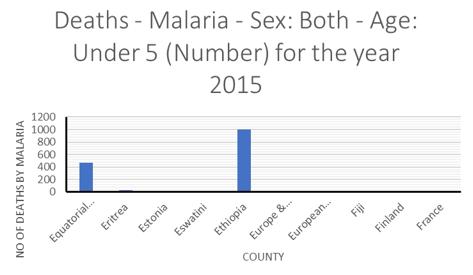 Deaths - Malaria - Sex: Both - Age:
Under 5 (Number) for the year
2015
NO OF DEATHS BY MALARIA
1200
1000
800
600
400
200
0
Equatorial...
Eritrea
Estonia
Eswatini
Ethiopia
Europe &...
European...
Fiji
Finland
France
COUNTY